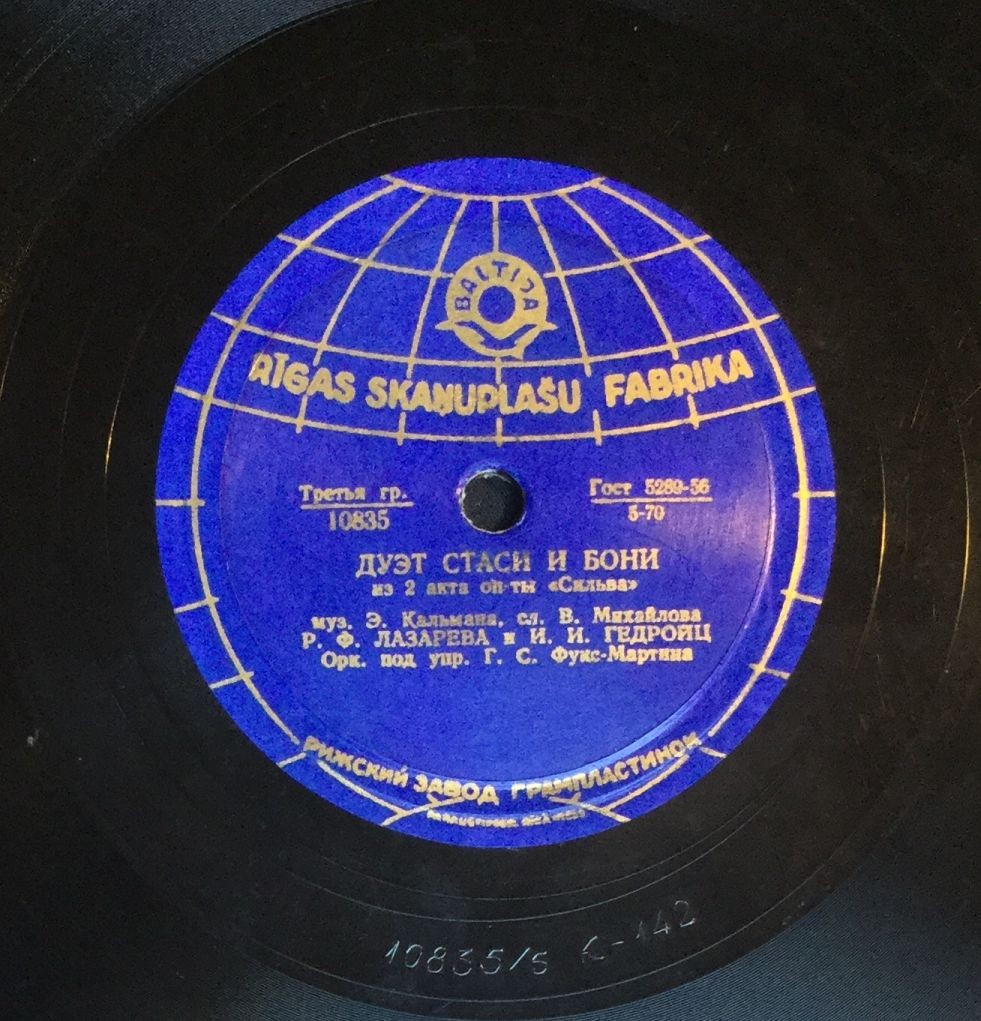 BALTIJA
RĪGAS SKAŅUPLAŠU FABRIKA
Третья гр.
10835
Гост 5289-56
5-70
ДУЭТ СТАСИ И БОНИ
из 2 акта оп-ты «Сильва»
муз. Э. Кальмана, сл. В. Михайлова
Р. Ф. ЛАЗАРЕВА и И. И. ГЕДРОЙЦ
Орк. под упр. Г. С. Фукс-Мартина
РИЖСКИЙ ЗАВОД ГРАМПЛАСТИНОК
10835/5 К-142